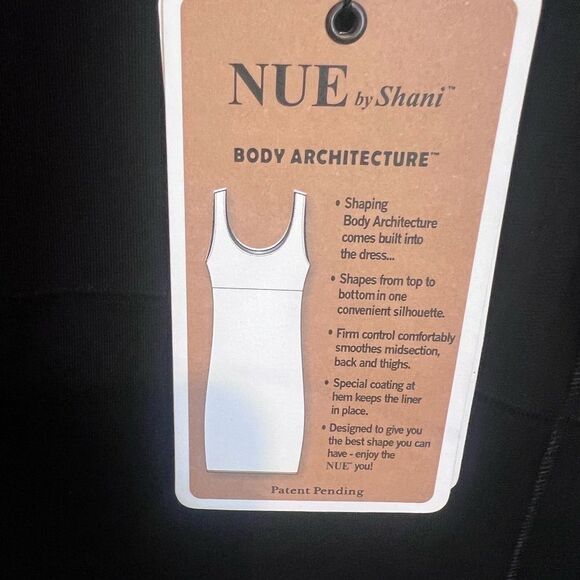 NUE by Shani™
BODY ARCHITECTURE™
• Shaping
Body Architecture
comes built into
the dress...
• Shapes from top to
bottom in one
convenient silhouette.
• Firm control comfortably
smoothes midsection,
back and thighs.
• Special coating at
hem keeps the liner
in place.
• Designed to give you
the best shape you can
have - enjoy the
NUE™ you!
Patent Pending